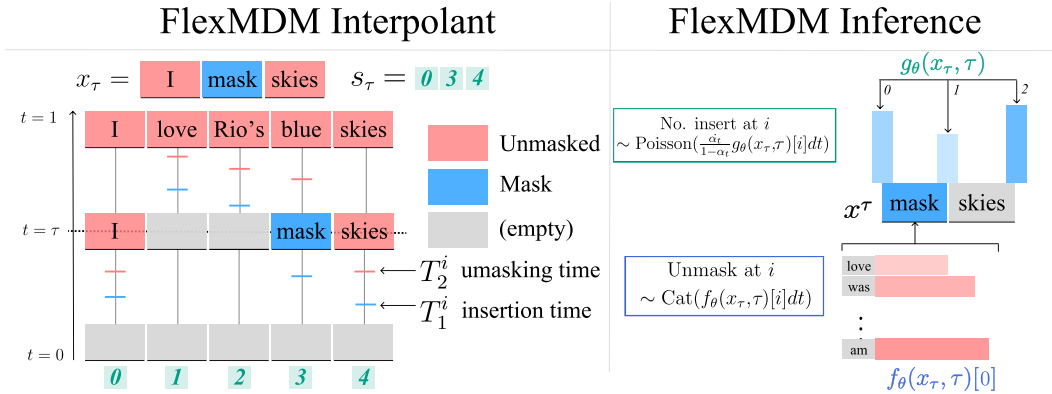 FlexMDM Interpolant
x_τ = I mask skies
s_τ = 0 3 4
t = 1
I love Rio's blue skies
Unmasked
Mask
(empty)
t = τ
I mask skies
T_2^i umasking time
T_1^i insertion time
t = 0
0 1 2 3 4
FlexMDM Inference
g_θ(x_τ, τ)
0 1 2
No. insert at i
∼ Poisson(\frac{\dot{α}_t}{1−α_t} g_θ(x_τ,τ)[i]dt)
x^τ mask skies
Unmask at i
∼ Cat(f_θ(x_τ,τ)[i]dt)
love
was
⋮
am
f_θ(x_τ, τ)[0]